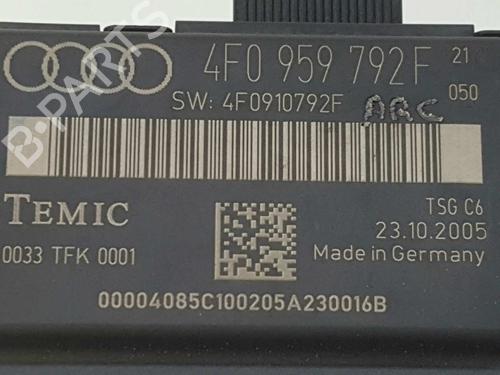 4F0 959 792F 21
SW: 4F0910792F 050
ARC
B-PARTS
TEMIC
TSG C6
23.10.2005
0033 TFK 0001
Made in Germany
00004085C100205A230016B